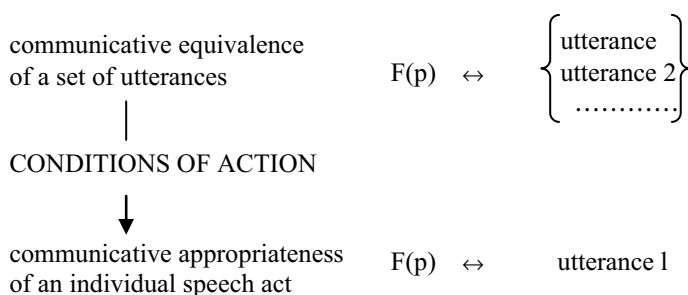 communicative equivalence
of a set of utterances F(p) ↔ { utterance
utterance 2
………… }
CONDITIONS OF ACTION
communicative appropriateness
of an individual speech act F(p) ↔ utterance 1